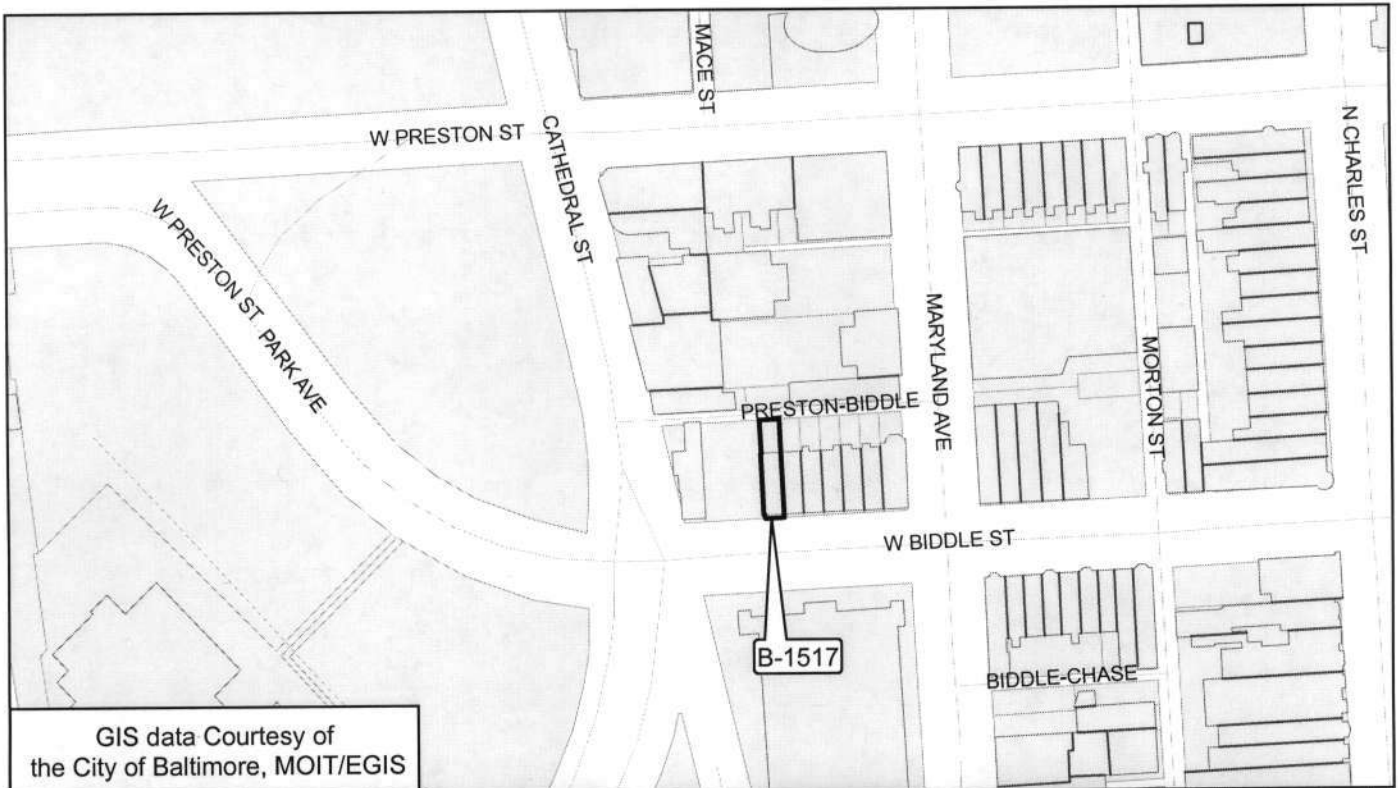 MACE ST
W PRESTON ST
CATHEDRAL ST
N CHARLES ST
W PRESTON ST
PARK AVE
MARYLAND AVE
MORTON ST
PRESTON-BIDDLE
W BIDDLE ST
B-1517
BIDDLE-CHASE
GIS data Courtesy of
the City of Baltimore, MOIT/EGIS